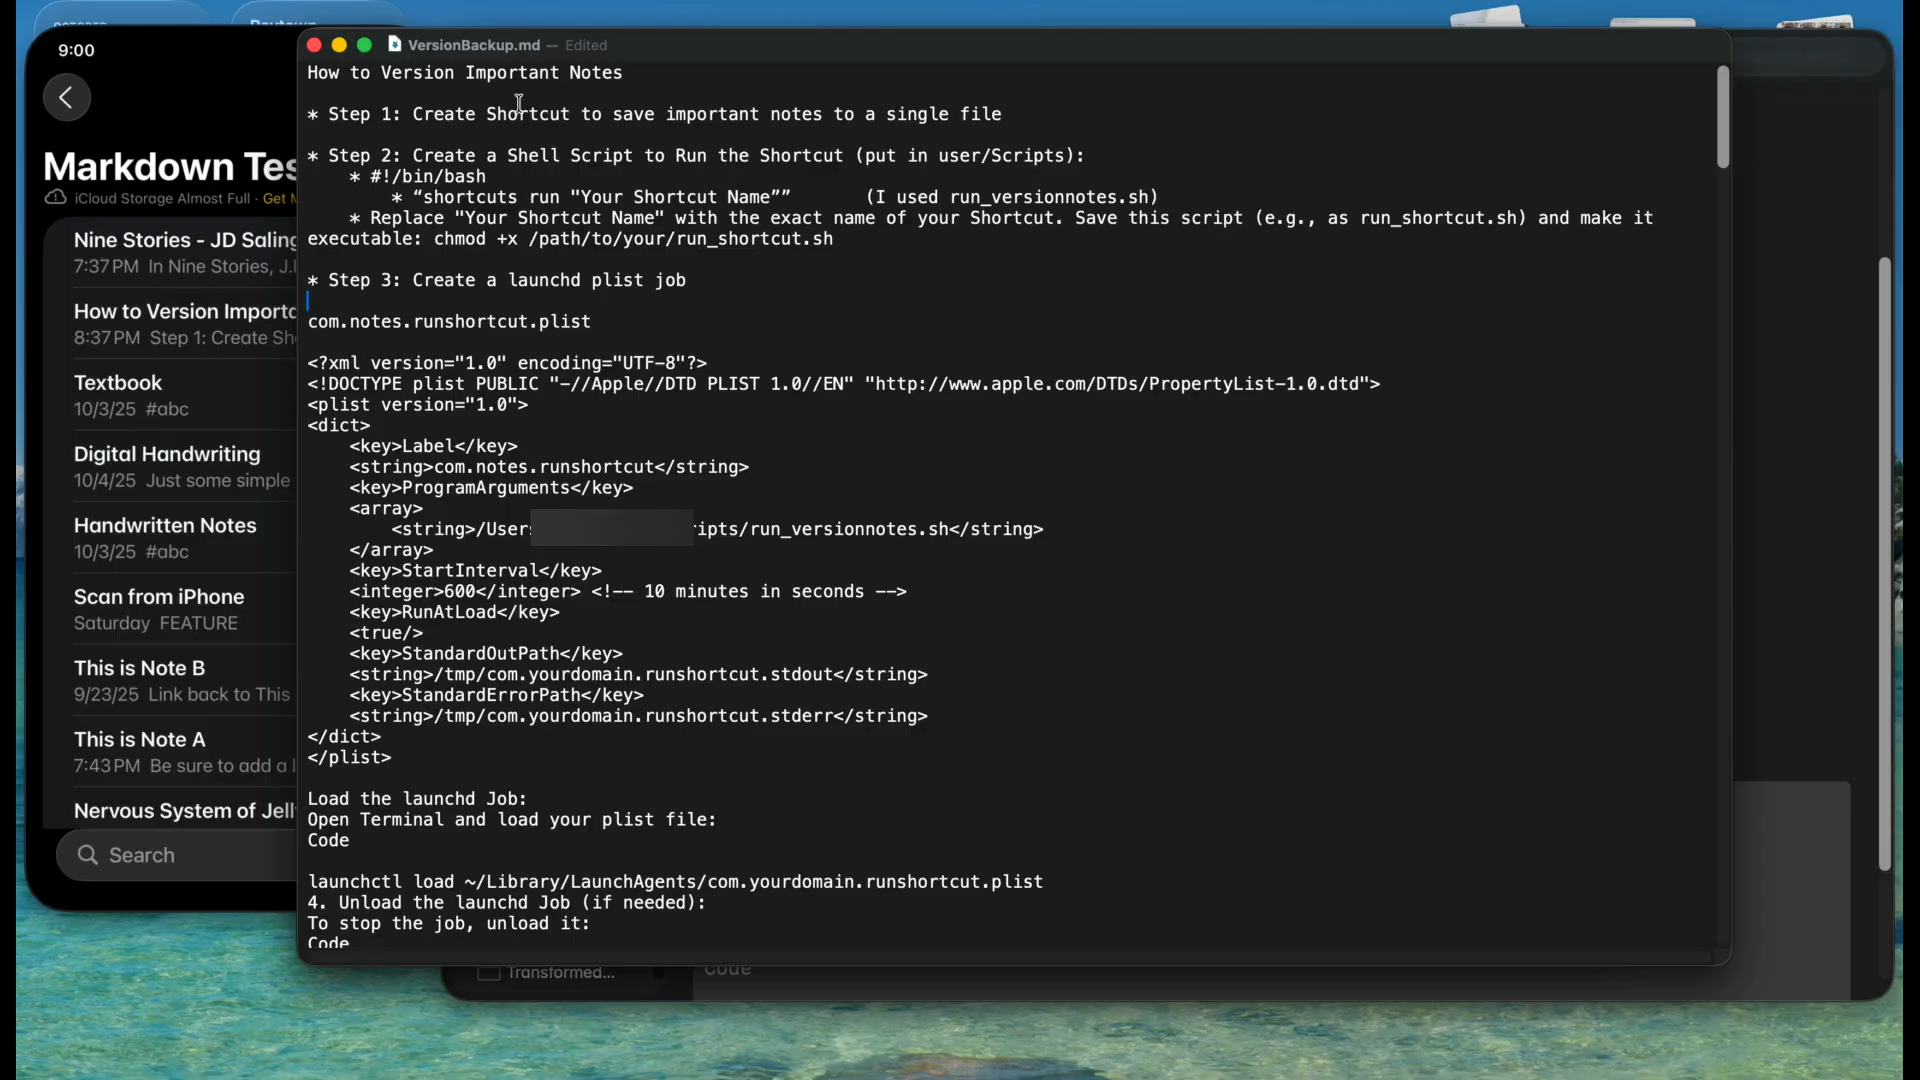 9:00
Markdown Tes
iCloud Storage Almost Full · Get
Nine Stories - JD Saling
7:37 PM In Nine Stories, J.
How to Version Importa
8:37 PM Step 1: Create Sh
Textbook
10/3/25 #abc
Digital Handwriting
10/4/25 Just some simple
Handwritten Notes
10/3/25 #abc
Scan from iPhone
Saturday FEATURE
This is Note B
9/23/25 Link back to This
This is Note A
7:43 PM Be sure to add a l
Nervous System of Jell
Search
VersionBackup.md — Edited
How to Version Important Notes
* Step 1: Create Shortcut to save important notes to a single file
* Step 2: Create a Shell Script to Run the Shortcut (put in user/Scripts):
* #!/bin/bash
* “shortcuts run "Your Shortcut Name”” (I used run_versionnotes.sh)
* Replace "Your Shortcut Name" with the exact name of your Shortcut. Save this script (e.g., as run_shortcut.sh) and make it
executable: chmod +x /path/to/your/run_shortcut.sh
* Step 3: Create a launchd plist job
com.notes.runshortcut.plist
<?xml version="1.0" encoding="UTF-8"?>
<!DOCTYPE plist PUBLIC "-//Apple//DTD PLIST 1.0//EN" "http://www.apple.com/DTDs/PropertyList-1.0.dtd">
<plist version="1.0">
<dict>
<key>Label</key>
<string>com.notes.runshortcut</string>
<key>ProgramArguments</key>
<array>
<string>/User ipts/run_versionnotes.sh</string>
</array>
<key>StartInterval</key>
<integer>600</integer> <!-- 10 minutes in seconds -->
<key>RunAtLoad</key>
<true/>
<key>StandardOutPath</key>
<string>/tmp/com.yourdomain.runshortcut.stdout</string>
<key>StandardErrorPath</key>
<string>/tmp/com.yourdomain.runshortcut.stderr</string>
</dict>
</plist>
Load the launchd Job:
Open Terminal and load your plist file:
Code
launchctl load ~/Library/LaunchAgents/com.yourdomain.runshortcut.plist
4. Unload the launchd Job (if needed):
To stop the job, unload it:
Code
Transformed...
Code